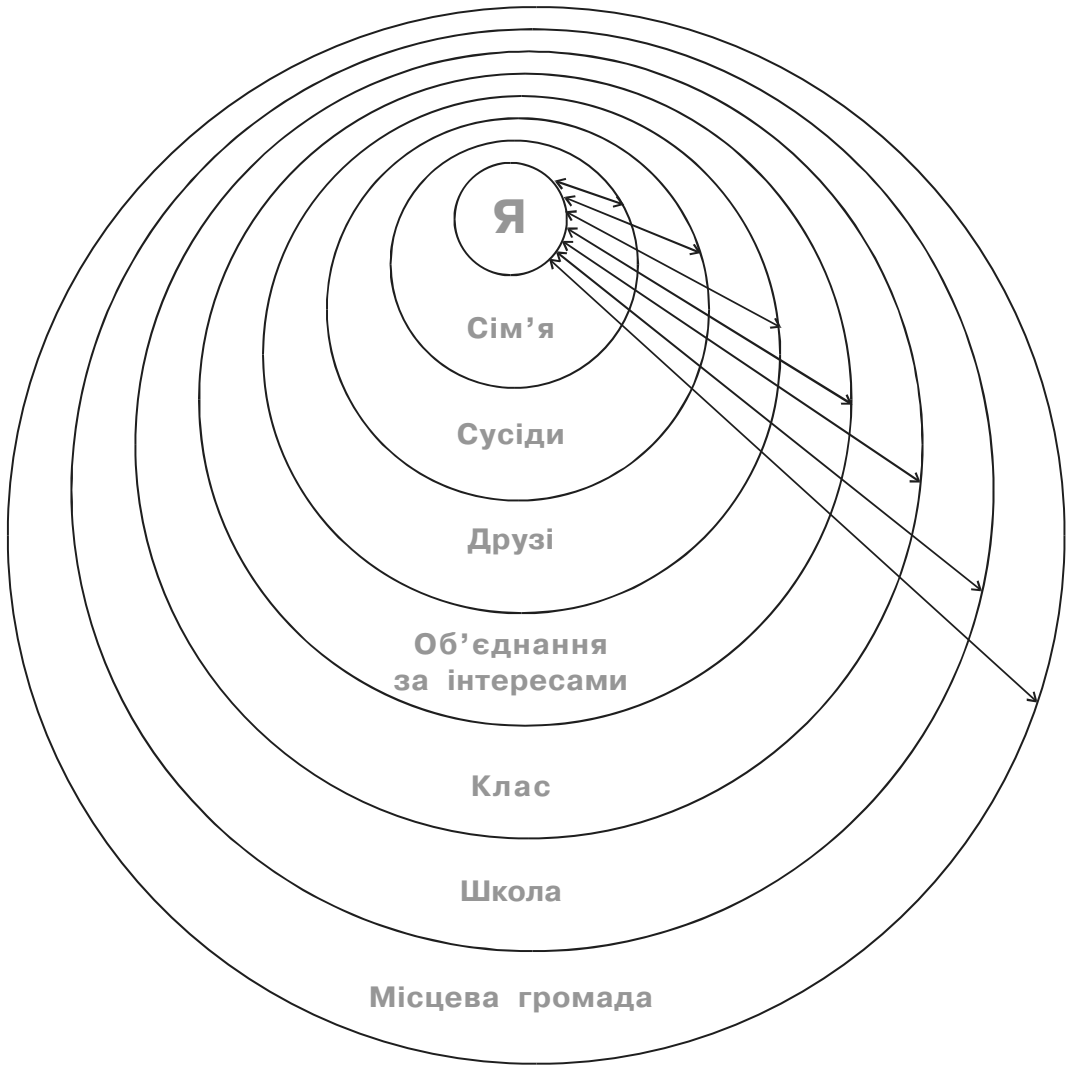 Я
Сім’я
Сусіди
Друзі
Об’єднання
за інтересами
Клас
Школа
Місцева громада